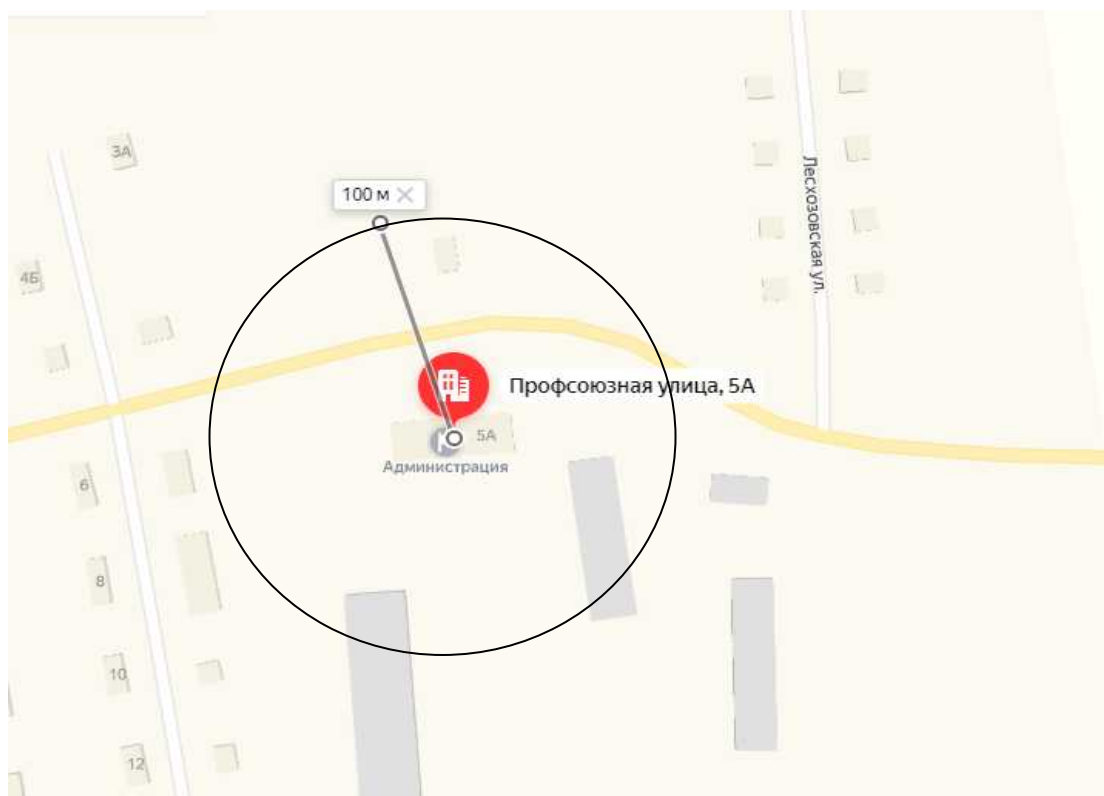 3А
100 м
4Б
Лесхозовская ул.
Профсоюзная улица, 5А
5А
Администрация
6
8
10
12